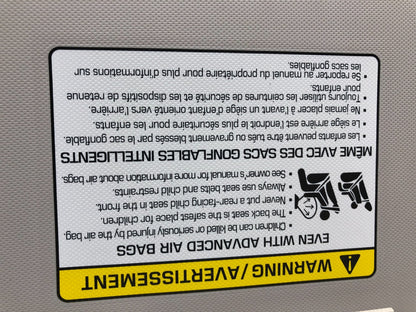 WARNING / AVERTISSEMENT
EVEN WITH ADVANCED AIR BAGS
• Children can be killed or seriously injured by the air bag.
• The back seat is the safest place for children.
• Never put a rear-facing child seat in the front.
• Always use seat belts and child restraints.
• See owner's manual for more information about air bags.
MÊME AVEC DES SACS GONFLABLES INTELLIGENTS
• Les enfants peuvent être tués ou gravement blessés par le sac gonflable.
• Le siège arrière est l'endroit le plus sécuritaire pour les enfants.
• Ne jamais placer à l'avant un siège d'enfant orienté vers l'arrière.
• Toujours utiliser les ceintures de sécurité et les dispositifs de retenue
pour enfants.
• Se reporter au manuel du propriétaire pour plus d'informations sur
les sacs gonflables.